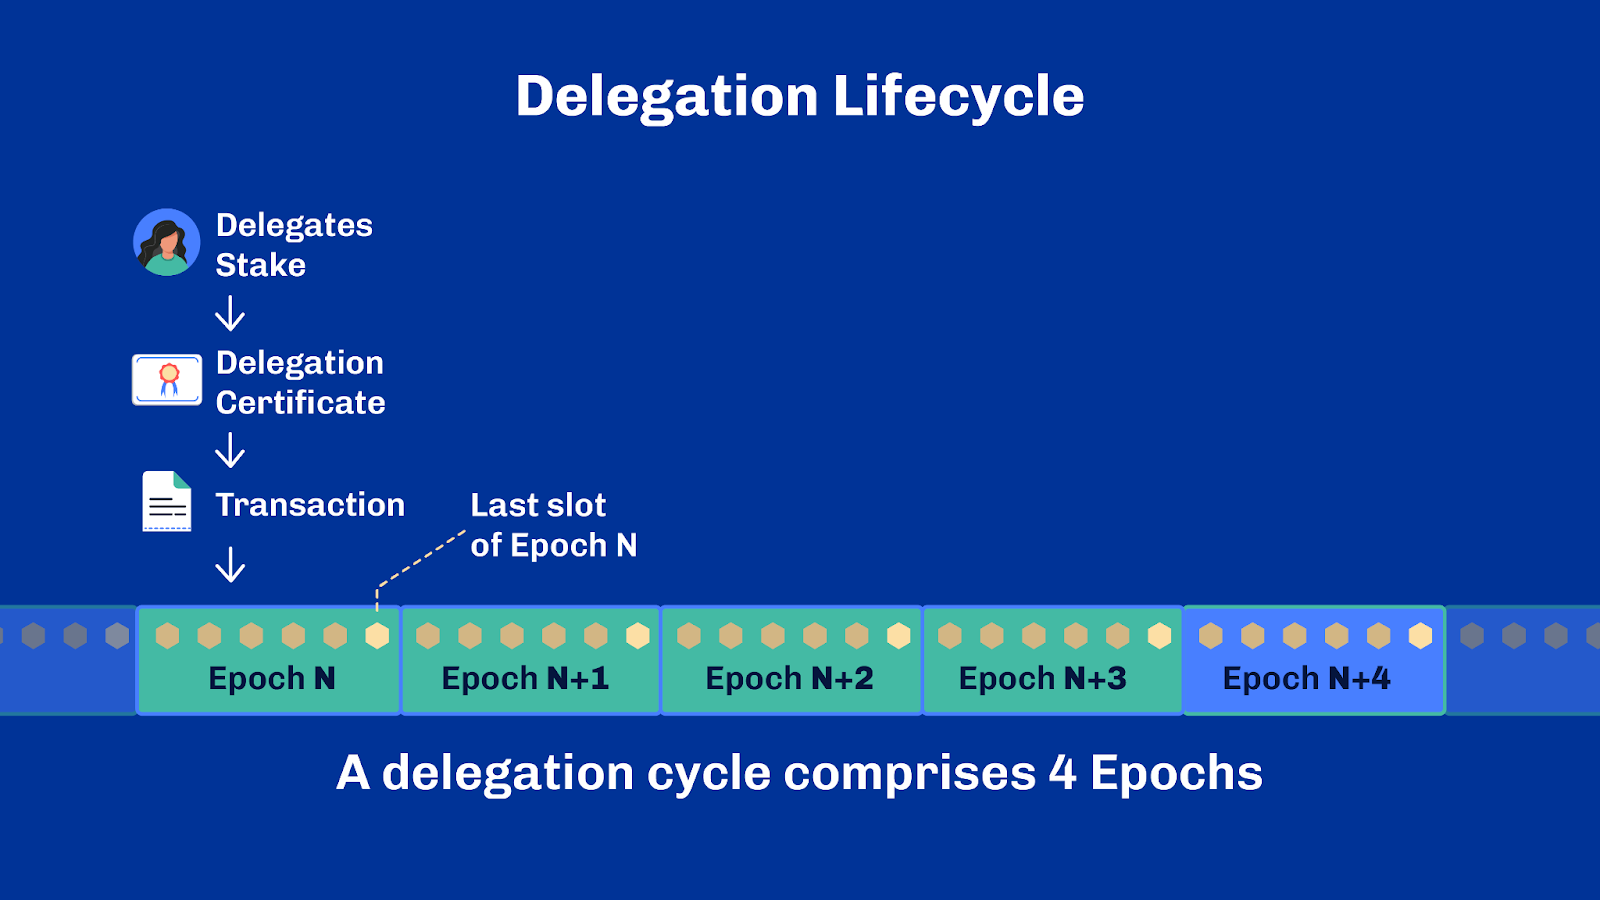 Delegation Lifecycle
Delegates
Stake
Delegation
Certificate
Transaction
Last slot
of Epoch N
Epoch N
Epoch N+1
Epoch N+2
Epoch N+3
Epoch N+4
A delegation cycle comprises 4 Epochs